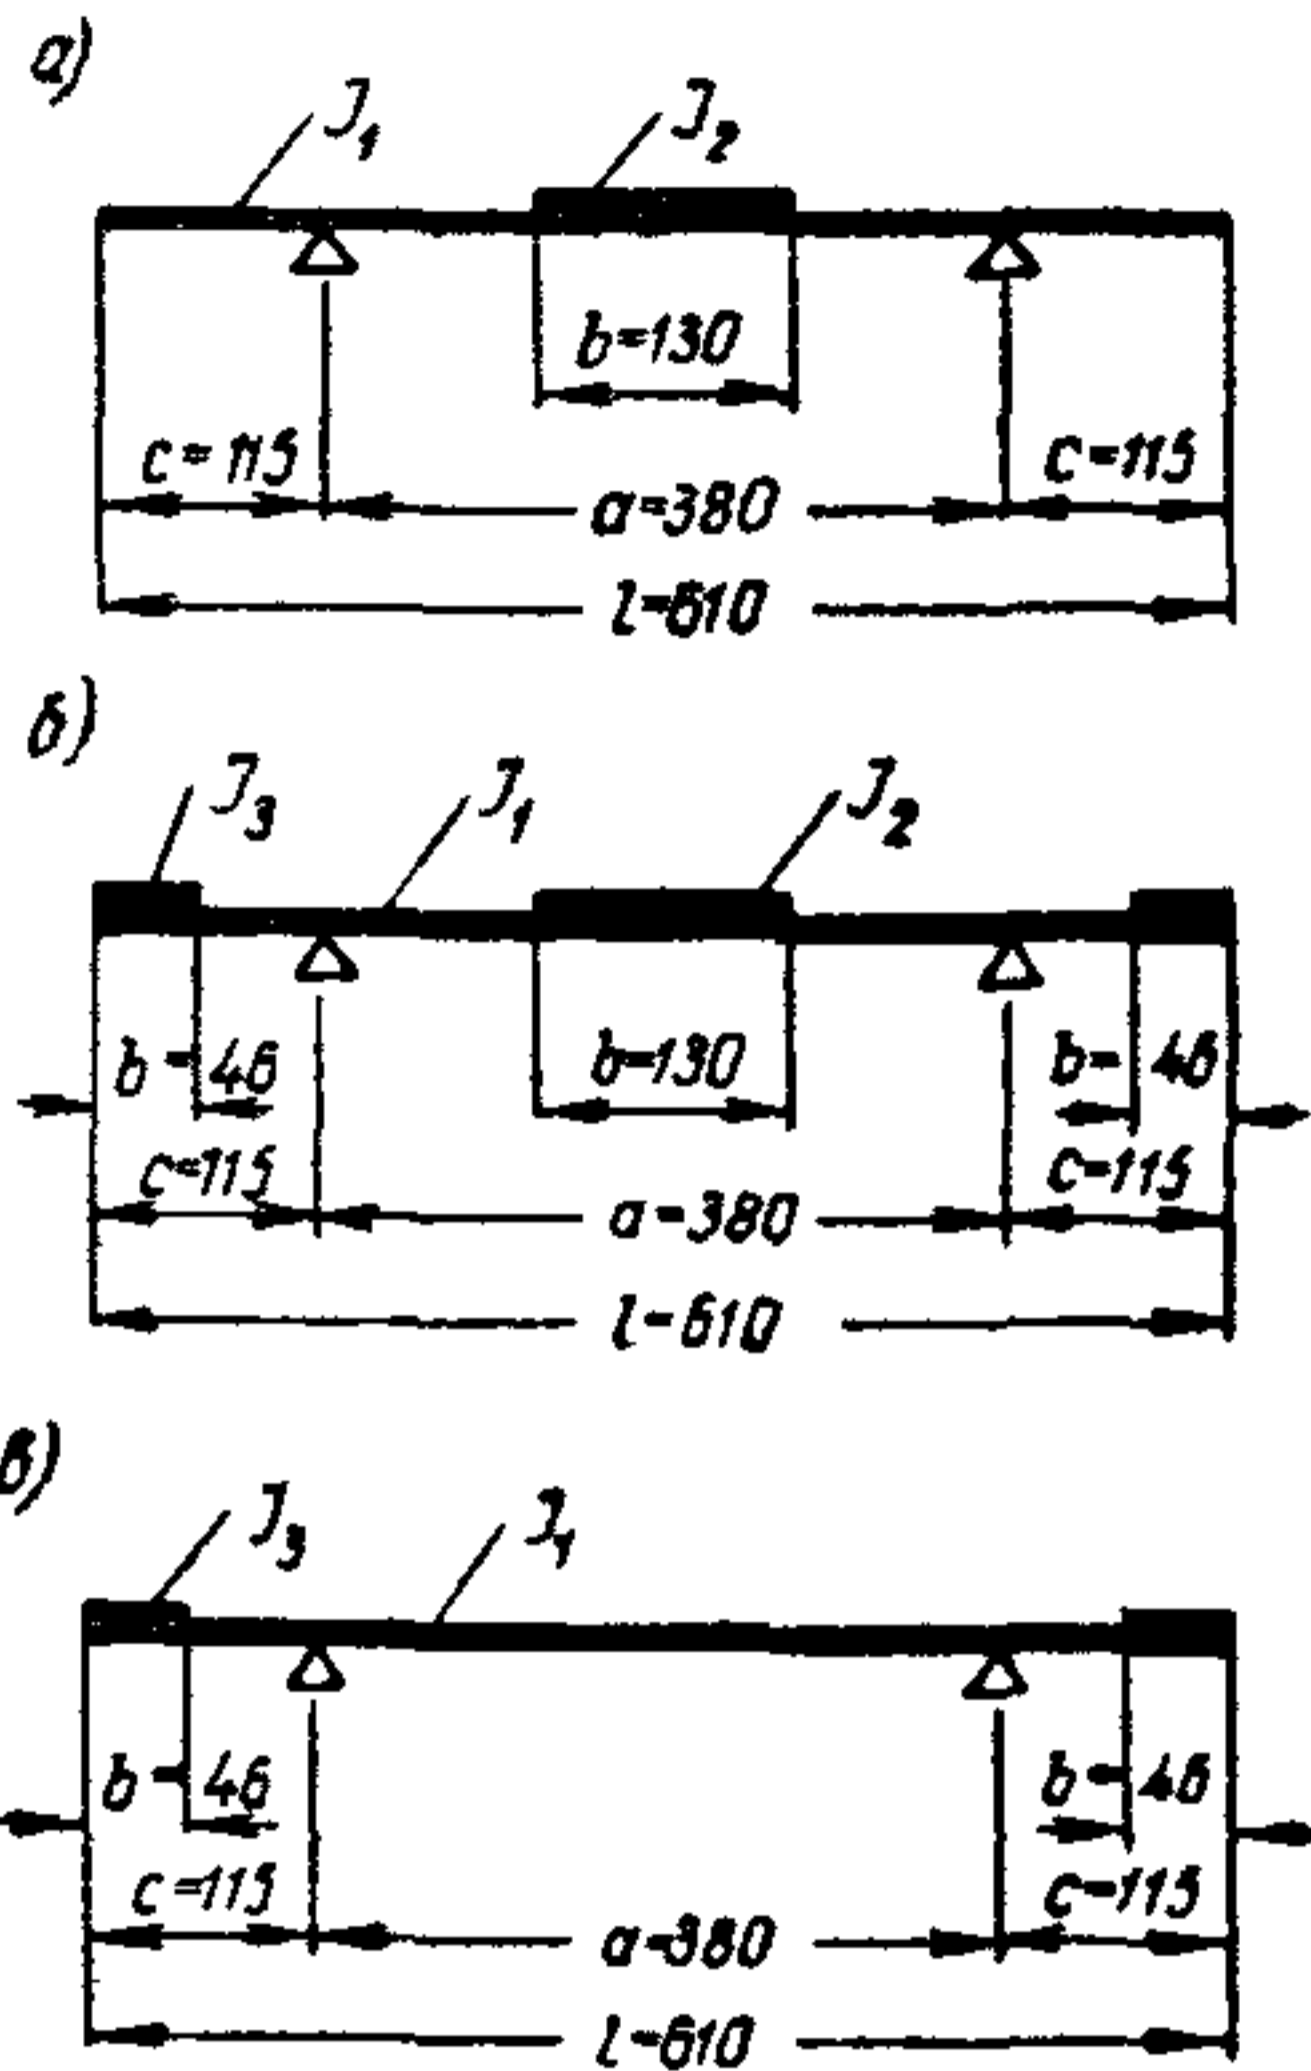 а)
J₁ J₂
b=130
c=115 c=115
a=380
l=610
б)
J₃ J₁ J₂
b=46 b=130 b=46
c=115 c=115
a=380
l=610
в)
J₃ J₁
b=46 b=46
c=115 c=115
a=380
l=610